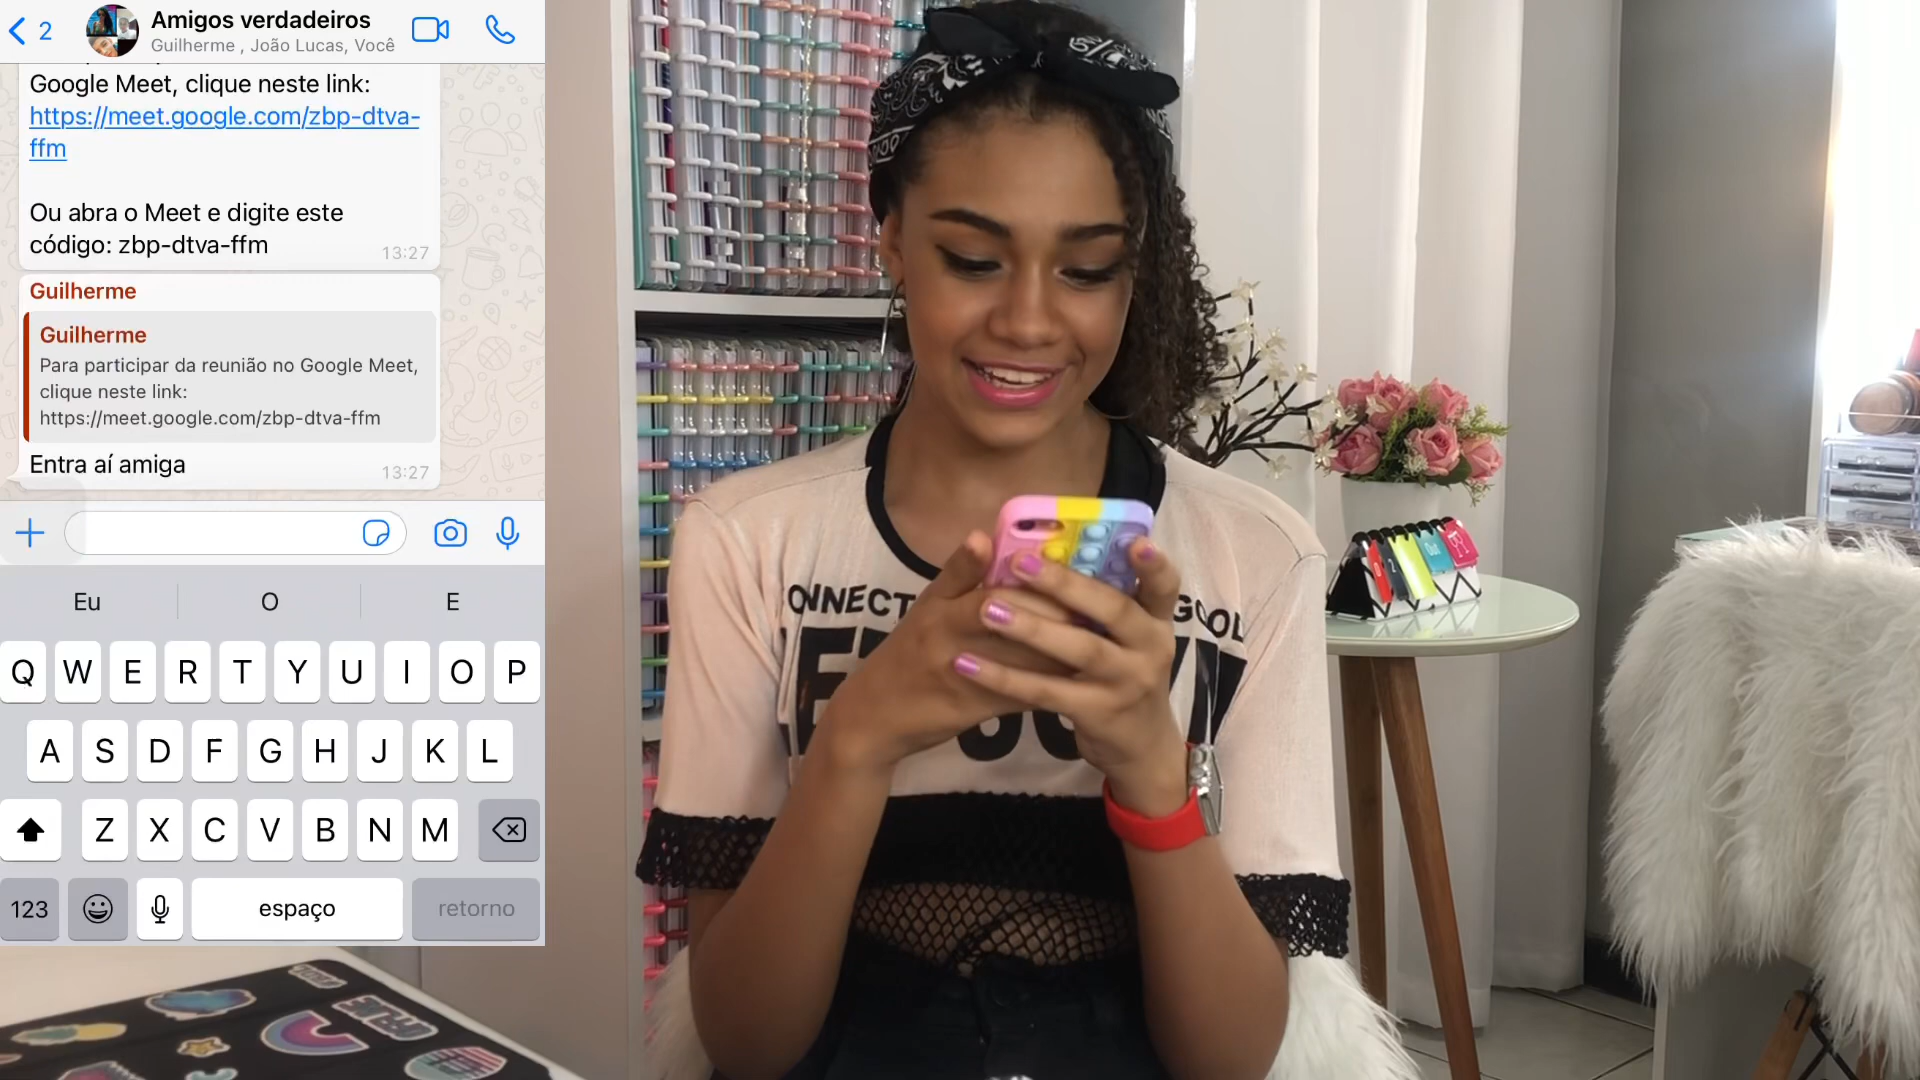 2
Amigos verdadeiros
Guilherme , João Lucas, Você
Google Meet, clique neste link:
https://meet.google.com/zbp-dtva-
ffm
Ou abra o Meet e digite este
código: zbp-dtva-ffm
13:27
Guilherme
Guilherme
Para participar da reunião no Google Meet,
clique neste link:
https://meet.google.com/zbp-dtva-ffm
Entra aí amiga
13:27
Eu
O
E
Q W E R T Y U I O P
A S D F G H J K L
Z X C V B N M
123
espaço
retorno
Out